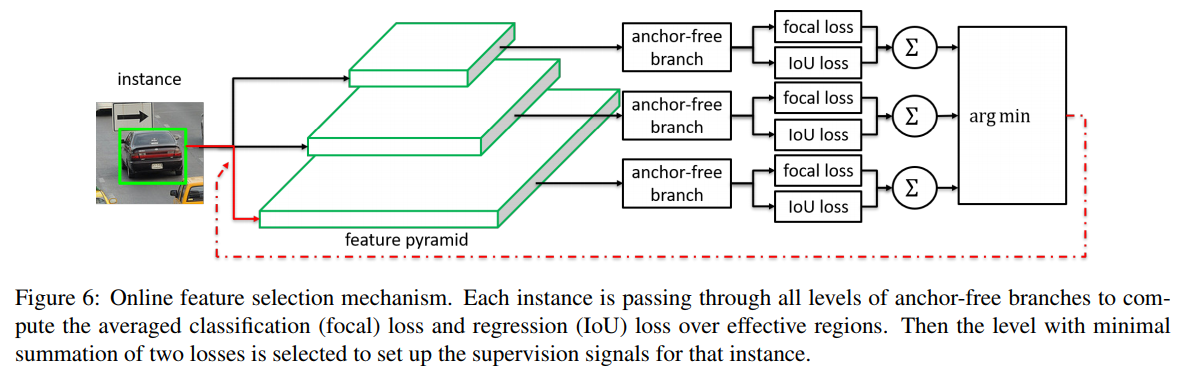 instance
feature pyramid
anchor-free
branch
focal loss
IoU loss
Σ
anchor-free
branch
focal loss
IoU loss
Σ
anchor-free
branch
focal loss
IoU loss
Σ
arg min
Figure 6: Online feature selection mechanism. Each instance is passing through all levels of anchor-free branches to com-
pute the averaged classification (focal) loss and regression (IoU) loss over effective regions. Then the level with minimal
summation of two losses is selected to set up the supervision signals for that instance.